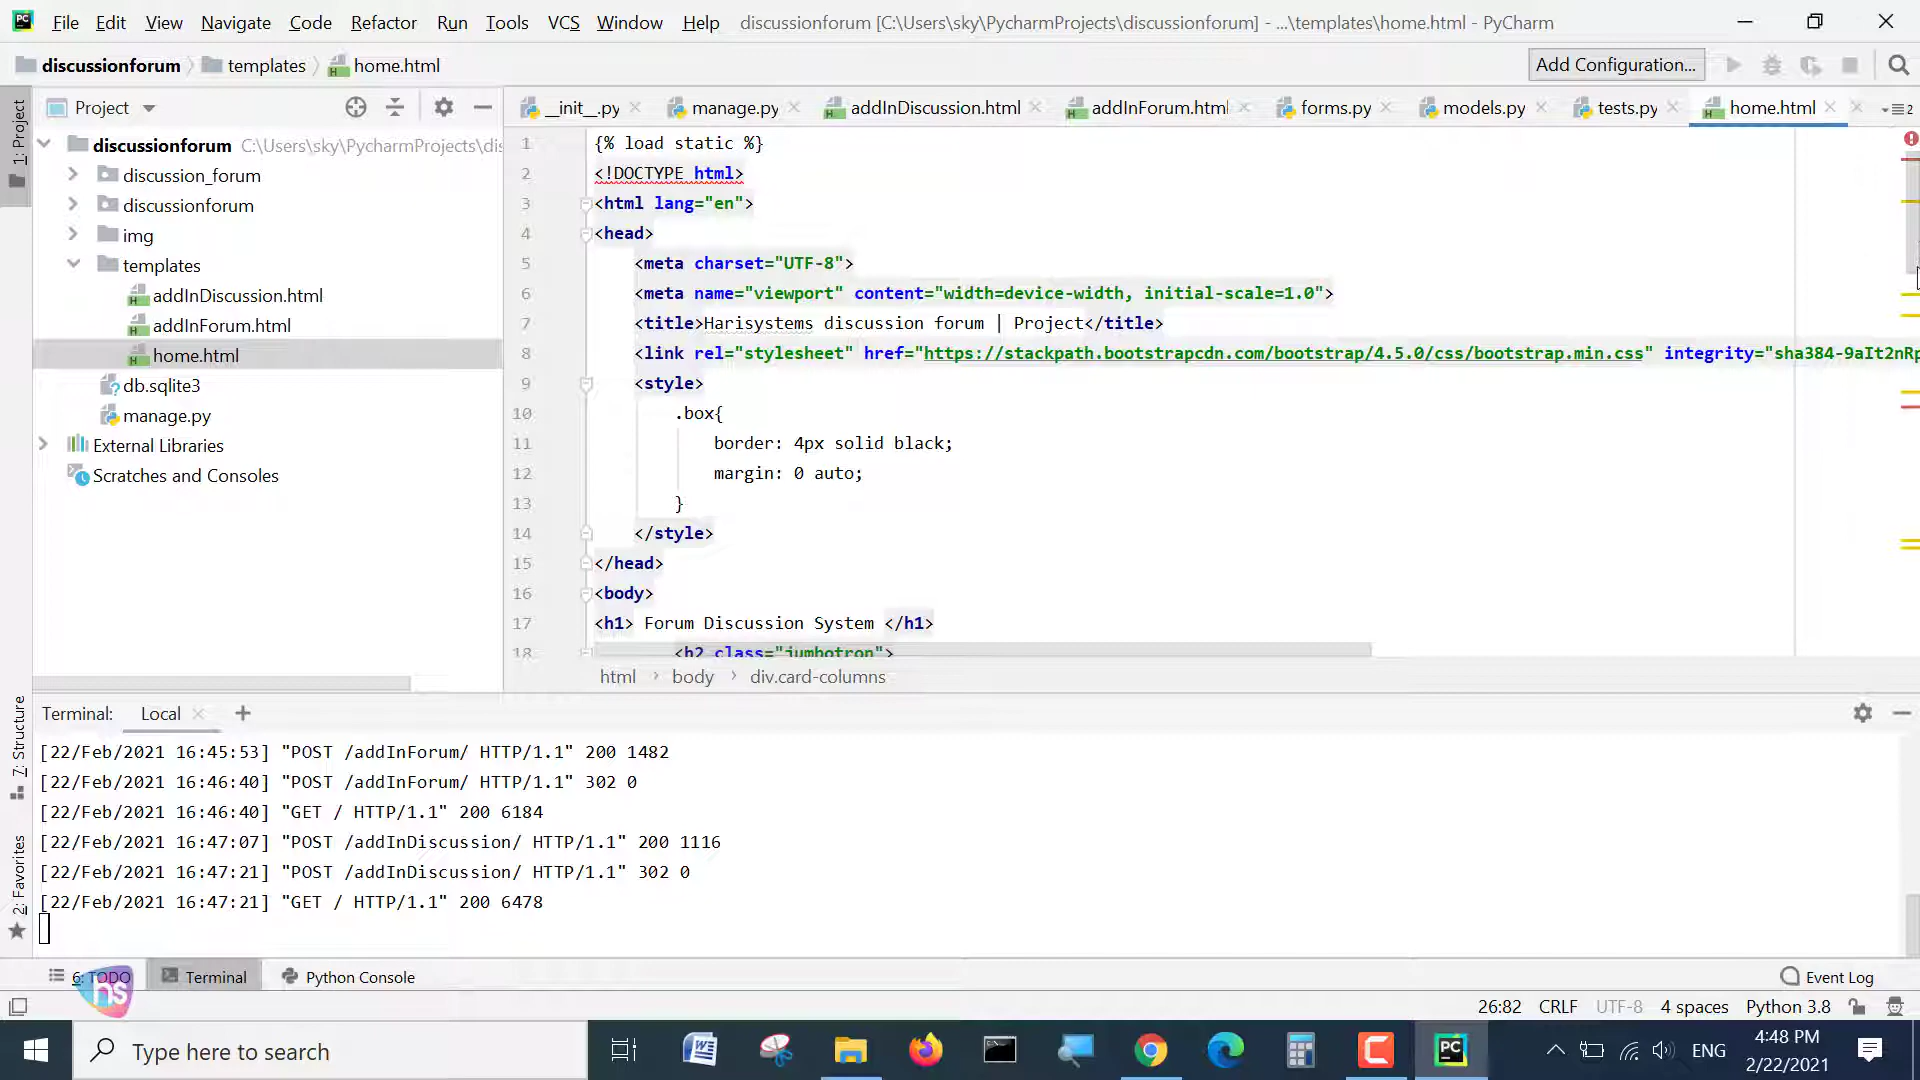 File Edit View Navigate Code Refactor Run Tools VCS Window Help discussionforum [C:\Users\sky\PycharmProjects\discussionforum] - ...\templates\home.html - PyCharm
discussionforum templates home.html Add Configuration...
Project
__init__.py manage.py addInDiscussion.html addInForum.html forms.py models.py tests.py home.html 2
1: Project
discussionforum C:\Users\sky\PycharmProjects\dis
discussion_forum
discussionforum
img
templates
addInDiscussion.html
addInForum.html
home.html
db.sqlite3
manage.py
External Libraries
Scratches and Consoles
1 {% load static %}
2 <!DOCTYPE html>
3 <html lang="en">
4 <head>
5 <meta charset="UTF-8">
6 <meta name="viewport" content="width=device-width, initial-scale=1.0">
7 <title>Harisystems discussion forum | Project</title>
8 <link rel="stylesheet" href="https://stackpath.bootstrapcdn.com/bootstrap/4.5.0/css/bootstrap.min.css" integrity="sha384-9aIt2nRp
9 <style>
10 .box{
11 border: 4px solid black;
12 margin: 0 auto;
13 }
14 </style>
15 </head>
16 <body>
17 <h1> Forum Discussion System </h1>
18 <h2 class="jumbotron">
html body div.card-columns
7: Structure
2: Favorites
Terminal: Local
[22/Feb/2021 16:45:53] "POST /addInForum/ HTTP/1.1" 200 1482
[22/Feb/2021 16:46:40] "POST /addInForum/ HTTP/1.1" 302 0
[22/Feb/2021 16:46:40] "GET / HTTP/1.1" 200 6184
[22/Feb/2021 16:47:07] "POST /addInDiscussion/ HTTP/1.1" 200 1116
[22/Feb/2021 16:47:21] "POST /addInDiscussion/ HTTP/1.1" 302 0
[22/Feb/2021 16:47:21] "GET / HTTP/1.1" 200 6478
6: TODO Terminal Python Console Event Log
hs
26:82 CRLF UTF-8 4 spaces Python 3.8
Type here to search
ENG
4:48 PM
2/22/2021